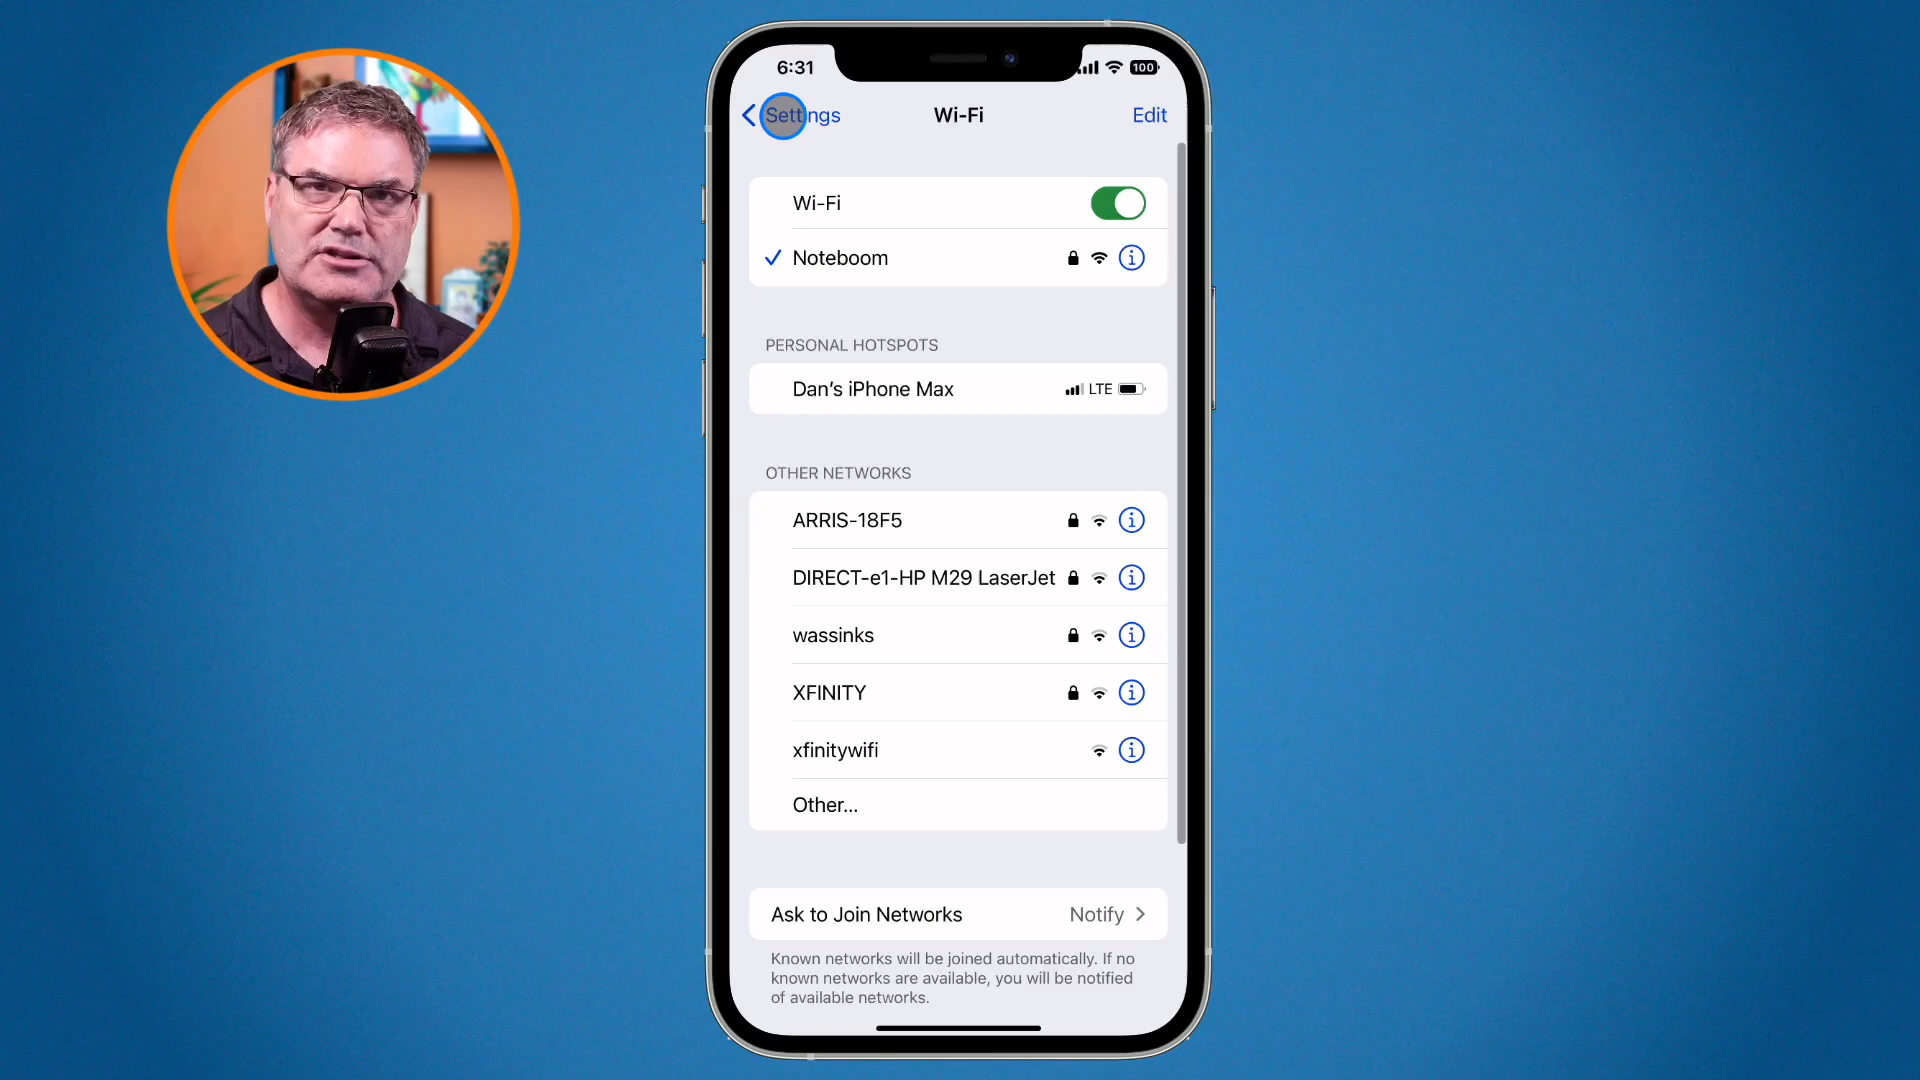 6:31
100
Settings
Wi-Fi
Edit
Wi-Fi
Noteboom
PERSONAL HOTSPOTS
Dan’s iPhone Max
LTE
OTHER NETWORKS
ARRIS-18F5
DIRECT-e1-HP M29 LaserJet
wassinks
XFINITY
xfinitywifi
Other...
Ask to Join Networks
Notify
Known networks will be joined automatically. If no
known networks are available, you will be notified
of available networks.